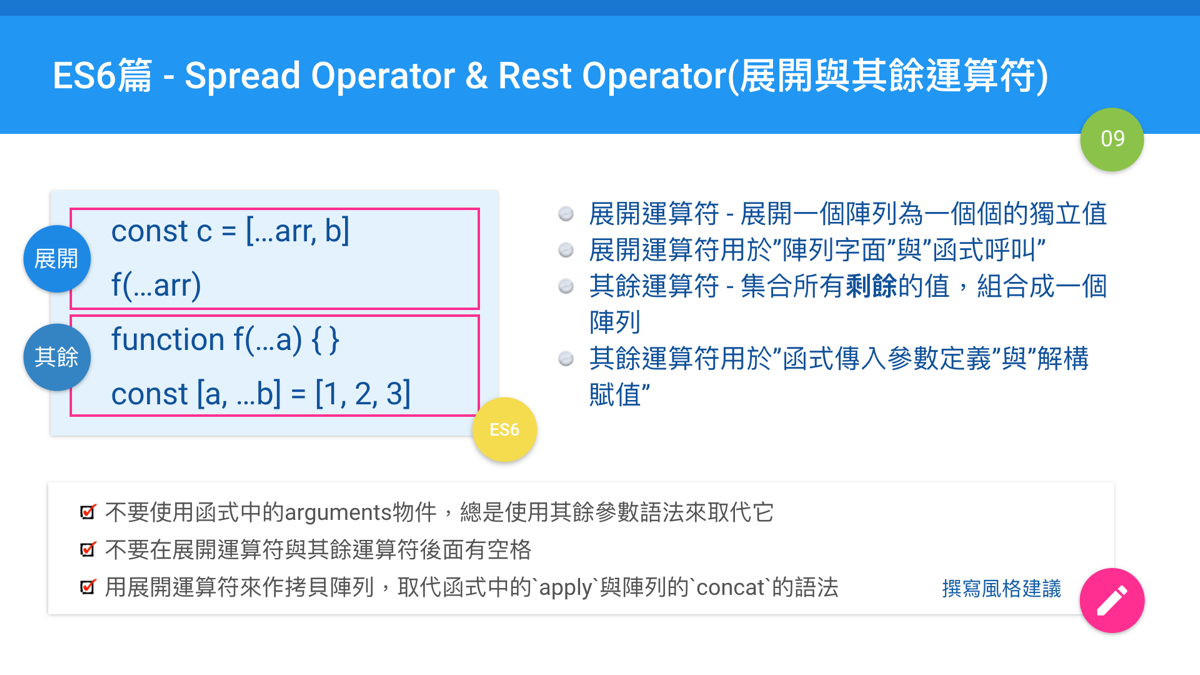 ES6篇 - Spread Operator & Rest Operator(展開與其餘運算符)
09
展開
const c = […arr, b]
f(…arr)
其餘
function f(…a) { }
const [a, …b] = [1, 2, 3]
ES6
展開運算符 - 展開一個陣列為一個個的獨立值
展開運算符用於”陣列字面”與”函式呼叫”
其餘運算符 - 集合所有剩餘的值，組合成一個
陣列
其餘運算符用於”函式傳入參數定義”與”解構
賦值”
不要使用函式中的arguments物件，總是使用其餘參數語法來取代它
不要在展開運算符與其餘運算符後面有空格
用展開運算符來作拷貝陣列，取代函式中的`apply`與陣列的`concat`的語法
撰寫風格建議